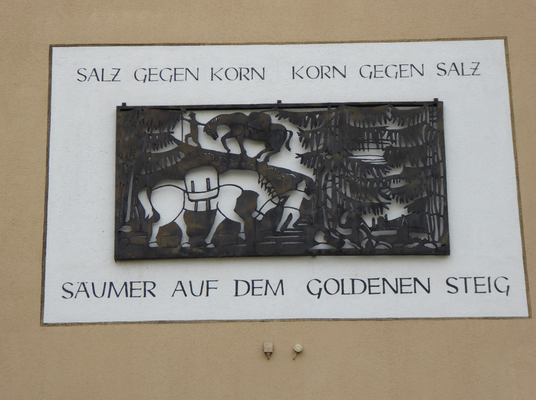 SALZ GEGEN KORN KORN GEGEN SALZ
SÄUMER AUF DEM GOLDENEN STEIG